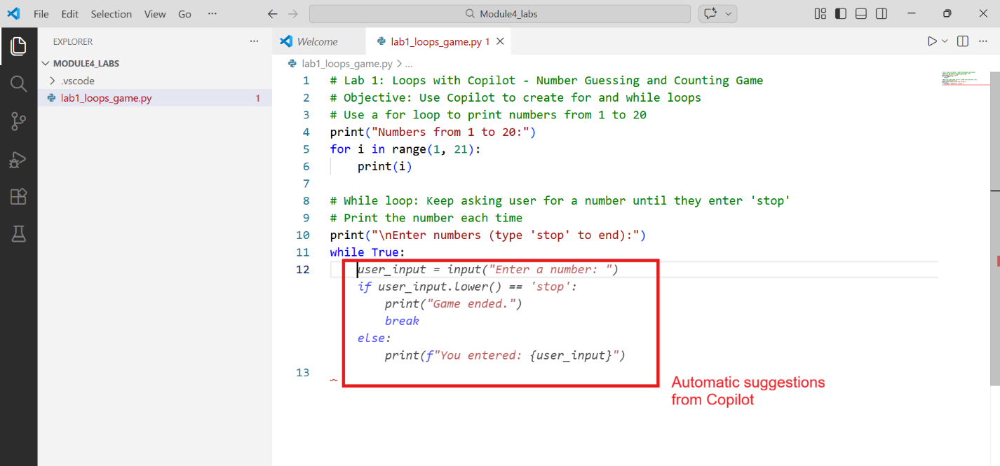 File Edit Selection View Go ··· Module4_labs
EXPLORER ···
MODULE4_LABS
.vscode
lab1_loops_game.py 1
Welcome
lab1_loops_game.py 1
···
lab1_loops_game.py > ...
1 # Lab 1: Loops with Copilot - Number Guessing and Counting Game
2 # Objective: Use Copilot to create for and while loops
3 # Use a for loop to print numbers from 1 to 20
4 print("Numbers from 1 to 20:")
5 for i in range(1, 21):
6 print(i)
7
8 # While loop: Keep asking user for a number until they enter 'stop'
9 # Print the number each time
10 print("\nEnter numbers (type 'stop' to end):")
11 while True:
12 user_input = input("Enter a number: ")
if user_input.lower() == 'stop':
print("Game ended.")
break
else:
print(f"You entered: {user_input}")
13
Automatic suggestions
from Copilot